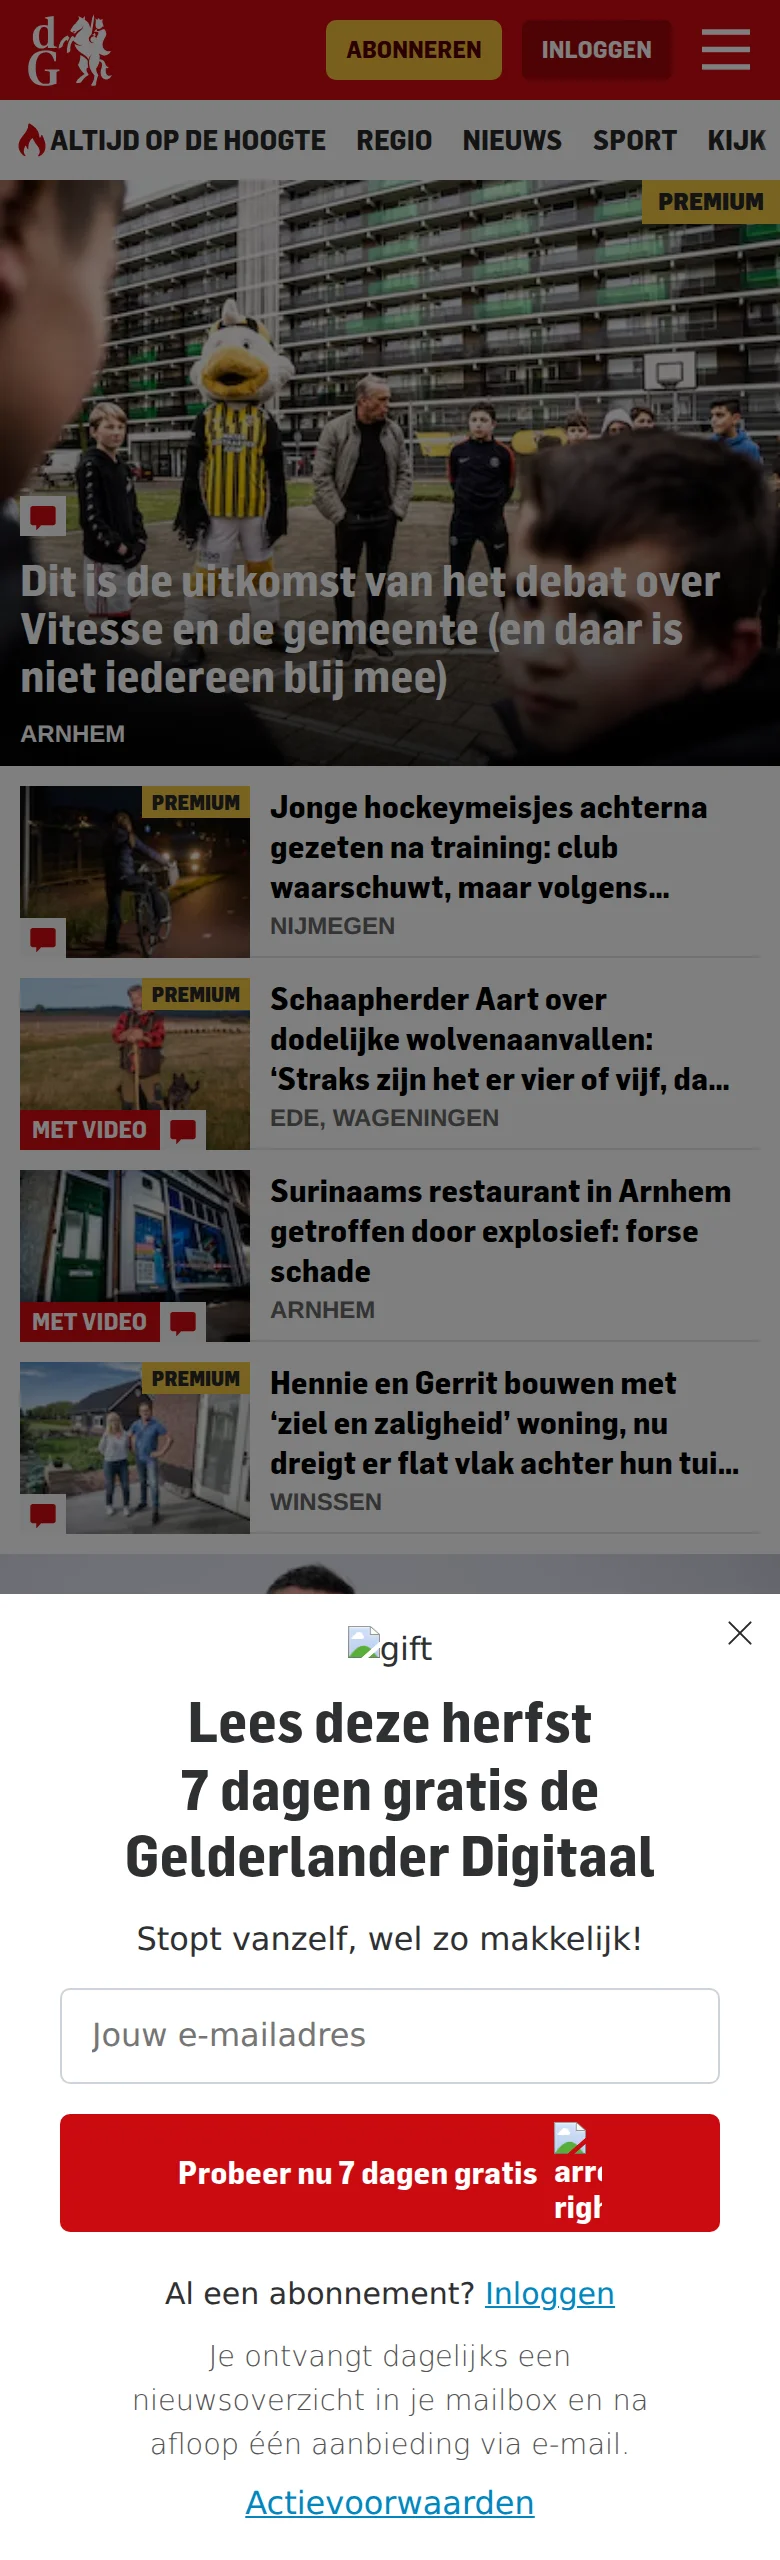 dG
ABONNEREN INLOGGEN
ALTIJD OP DE HOOGTE REGIO NIEUWS SPORT KIJK
PREMIUM
Dit is de uitkomst van het debat over
Vitesse en de gemeente (en daar is
niet iedereen blij mee)
ARNHEM
PREMIUM
Jonge hockeymeisjes achterna
gezeten na training: club
waarschuwt, maar volgens...
NIJMEGEN
PREMIUM
MET VIDEO
Schaapherder Aart over
dodelijke wolvenaanvallen:
‘Straks zijn het er vier of vijf, da...
EDE, WAGENINGEN
MET VIDEO
Surinaams restaurant in Arnhem
getroffen door explosief: forse
schade
ARNHEM
PREMIUM
Hennie en Gerrit bouwen met
‘ziel en zaligheid’ woning, nu
dreigt er flat vlak achter hun tui...
WINSSEN
gift
Lees deze herfst
7 dagen gratis de
Gelderlander Digitaal
Stopt vanzelf, wel zo makkelijk!
Jouw e-mailadres
Probeer nu 7 dagen gratis
Al een abonnement? Inloggen
Je ontvangt dagelijks een
nieuwsoverzicht in je mailbox en na
afloop één aanbieding via e-mail.
Actievoorwaarden